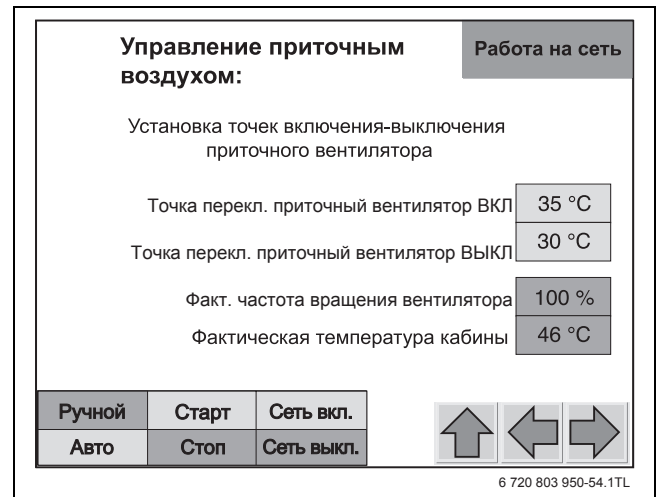 Управление приточным
воздухом:
Работа на сеть
Установка точек включения-выключения
приточного вентилятора
Точка перекл. приточный вентилятор ВКЛ 35 °C
Точка перекл. приточный вентилятор ВЫКЛ 30 °C
Факт. частота вращения вентилятора 100 %
Фактическая температура кабины 46 °C
Ручной Старт Сеть вкл.
Авто Стоп Сеть выкл.
6 720 803 950-54.1TL